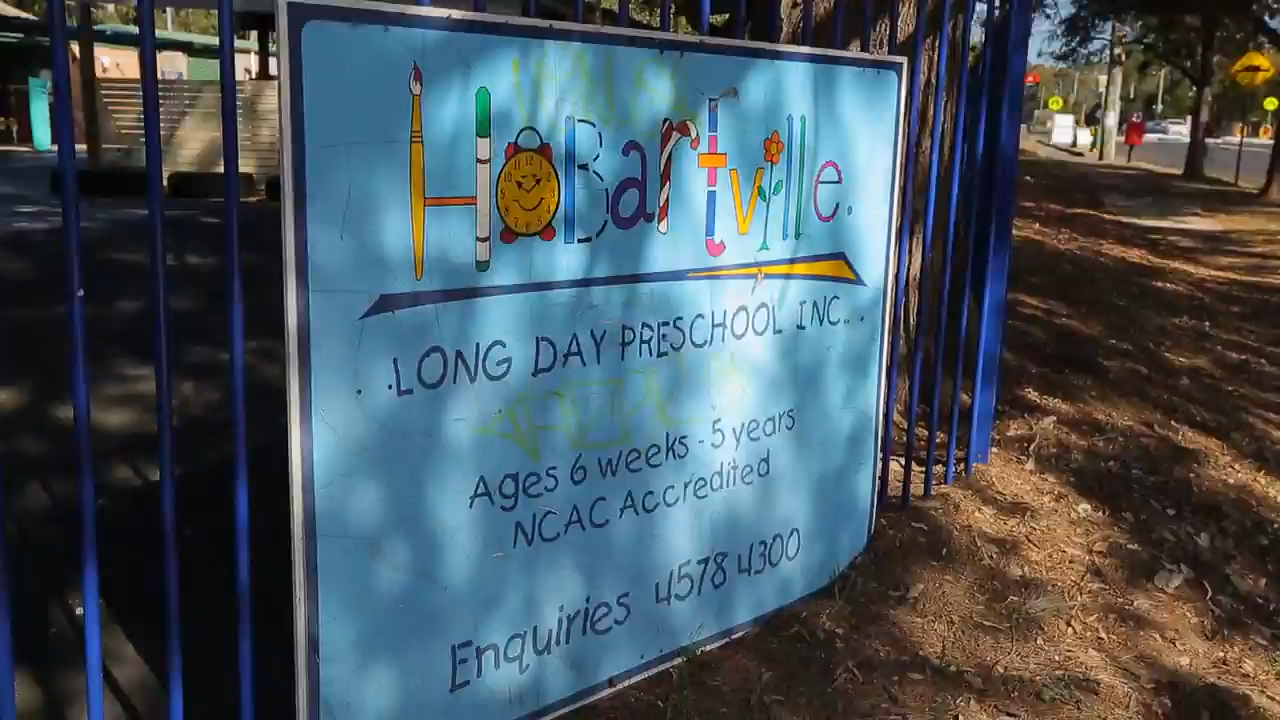 HoBartville.
. .LONG DAY PRESCHOOL INC. . .
Ages 6 weeks - 5 years
NCAC Accredited
Enquiries 4578 4300